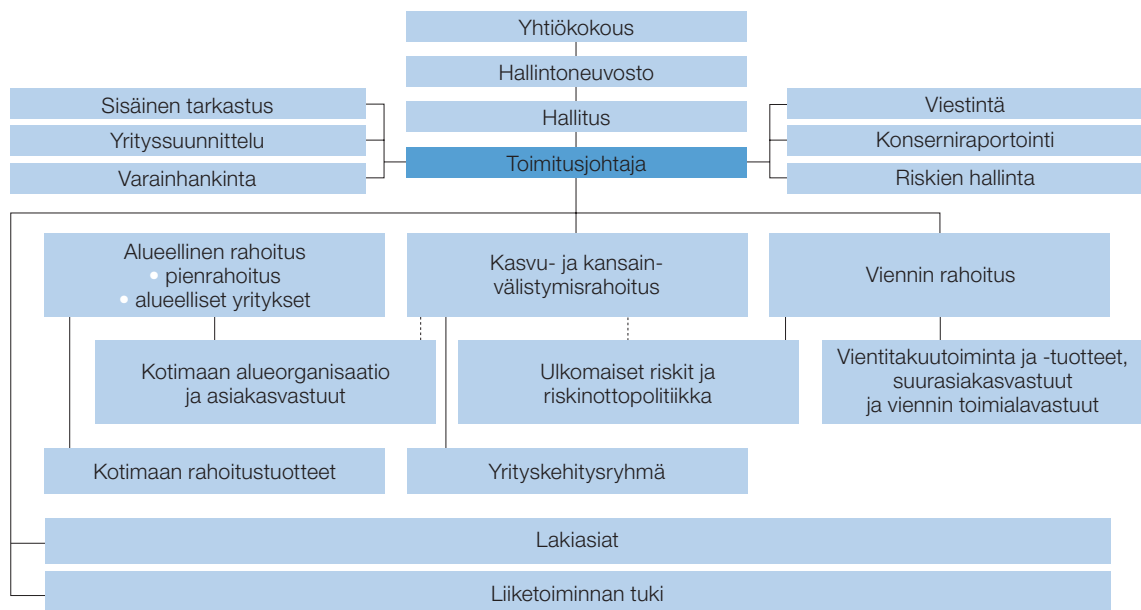 Yhtiökokous
Hallintoneuvosto
Hallitus
Toimitusjohtaja
Sisäinen tarkastus
Yrityssuunnittelu
Varainhankinta
Viestintä
Konserniraportointi
Riskien hallinta
Alueellinen rahoitus
• pienrahoitus
• alueelliset yritykset
Kasvu- ja kansain-
välistymisrahoitus
Viennin rahoitus
Kotimaan alueorganisaatio
ja asiakasvastuut
Ulkomaiset riskit ja
riskinottopolitiikka
Vientitakuutoiminta ja -tuotteet,
suurasiakasvastuut
ja viennin toimialavastuut
Kotimaan rahoitustuotteet
Yrityskehitysryhmä
Lakiasiat
Liiketoiminnan tuki